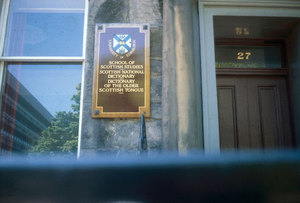 SCHOOL OF
SCOTTISH STUDIES
SCOTTISH NATIONAL
DICTIONARY
DICTIONARY
OF THE OLDER
SCOTTISH TONGUE
27